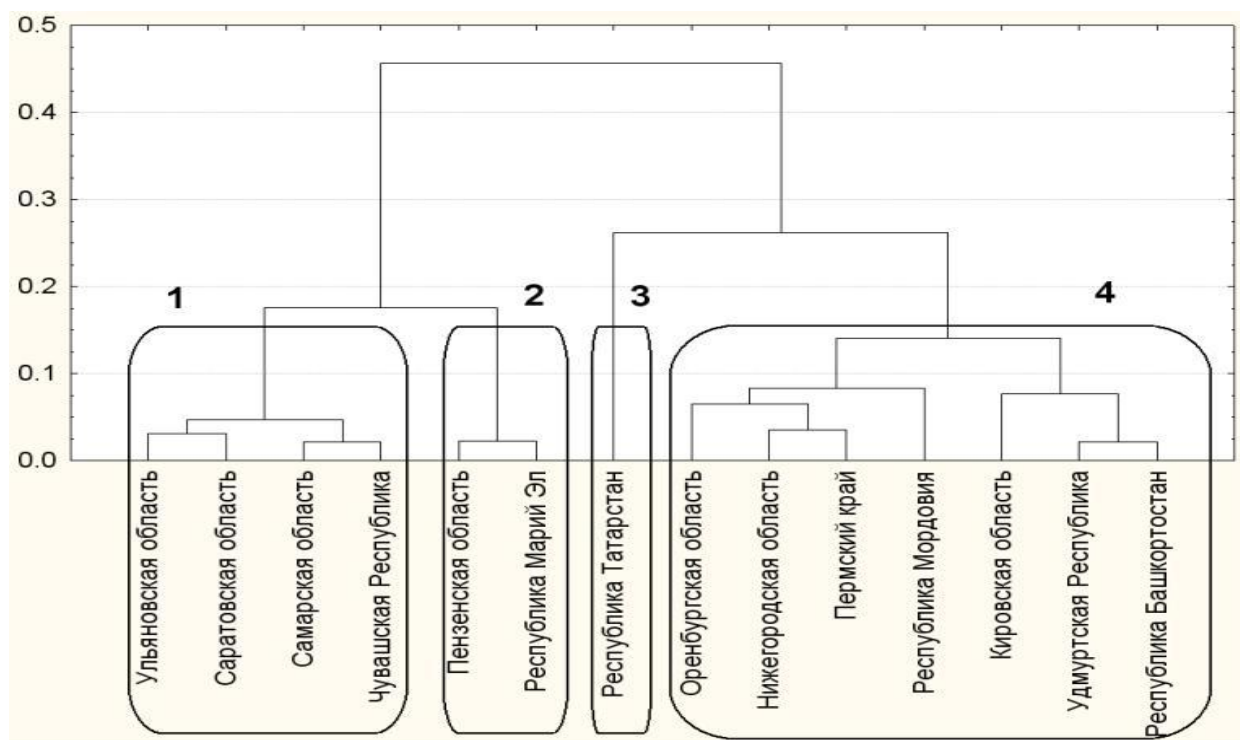 0.5
0.4
0.3
0.2
0.1
0.0
1
2
3
4
Ульяновская область
Саратовская область
Самарская область
Чувашская Республика
Пензенская область
Республика Марий Эл
Республика Татарстан
Оренбургская область
Нижегородская область
Пермский край
Республика Мордовия
Кировская область
Удмуртская Республика
Республика Башкортостан